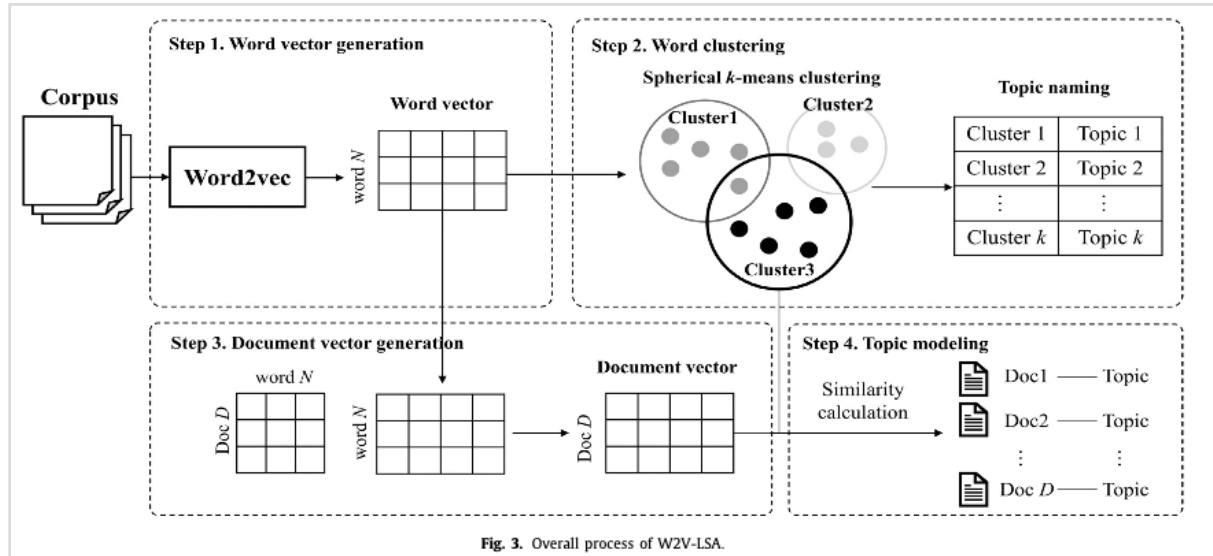 Step 1. Word vector generation
Corpus
Word2vec
Word vector
word N
Step 2. Word clustering
Spherical k-means clustering
Cluster1
Cluster2
Cluster3
Topic naming
Cluster 1 Topic 1
Cluster 2 Topic 2
⋮ ⋮
Cluster k Topic k
Step 3. Document vector generation
word N
Doc D
word N
Document vector
Doc D
Step 4. Topic modeling
Similarity
calculation
Doc1 — Topic
Doc2 — Topic
⋮ ⋮
Doc D — Topic
Fig. 3. Overall process of W2V-LSA.